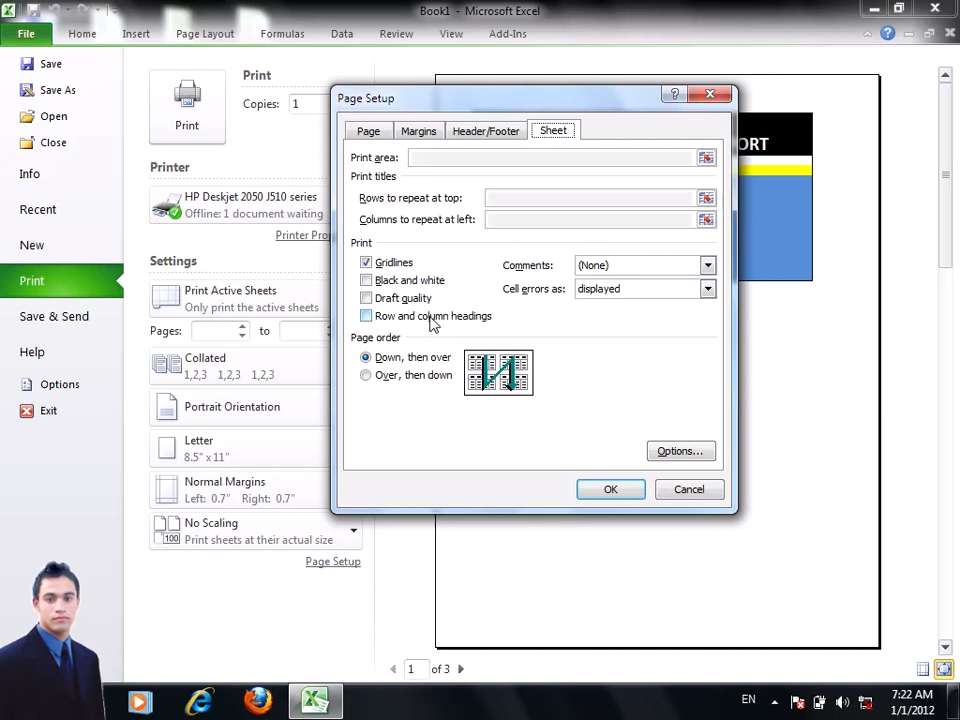 Book1 - Microsoft Excel
File Home Insert Page Layout Formulas Data Review View Add-Ins
Save
Save As
Open
Close
Info
Recent
New
Print
Save & Send
Help
Options
Exit
Print
Print
Copies: 1
Printer
HP Deskjet 2050 J510 series
Offline: 1 document waiting
Settings
Print Active Sheets
Only print the active sheets
Pages: to
Collated
1,2,3 1,2,3 1,2,3
Portrait Orientation
Letter
8.5" x 11"
Normal Margins
Left: 0.7" Right: 0.7"
No Scaling
100
Print sheets at their actual size
Page Setup
Page Setup
Page Margins Header/Footer Sheet
Print area:
Print titles
Rows to repeat at top:
Columns to repeat at left:
Print
Gridlines
Black and white
Draft quality
Row and column headings
Comments: (None)
Cell errors as: displayed
Page order
Down, then over
Over, then down
Options...
OK Cancel
1 of 3
EN
7:22 AM
1/1/2012